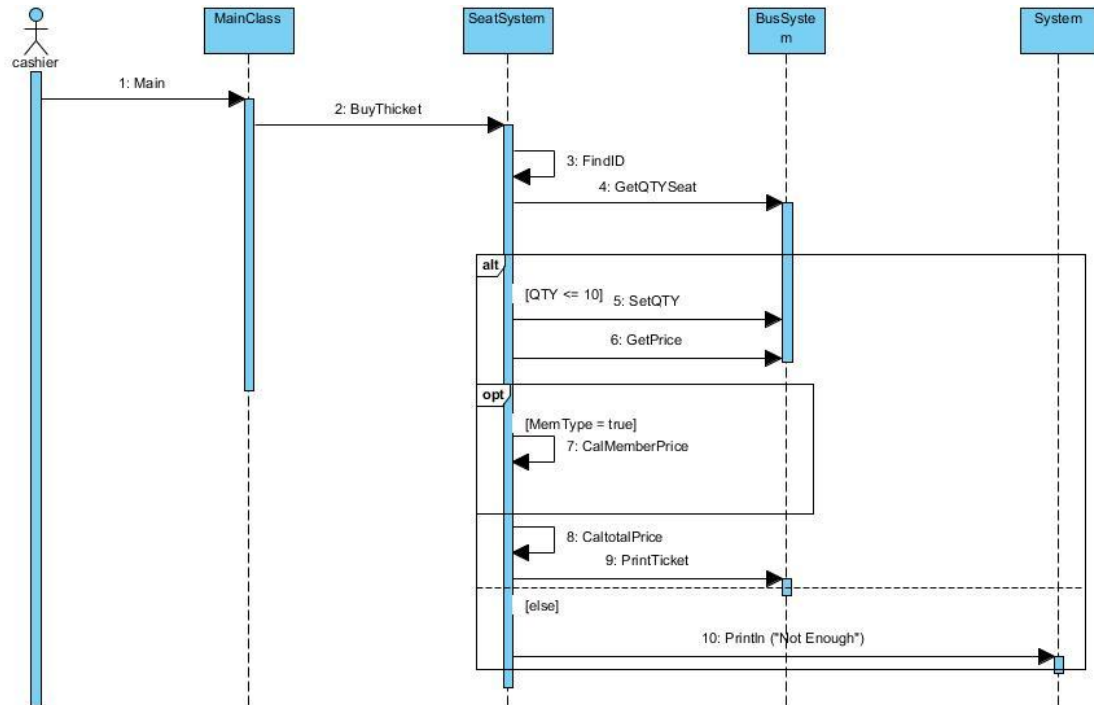 cashier
MainClass
SeatSystem
BusSyste
m
System
1: Main
2: BuyThicket
3: FindID
4: GetQTYSeat
alt
[QTY <= 10]
5: SetQTY
6: GetPrice
opt
[MemType = true]
7: CalMemberPrice
8: CaltotalPrice
9: PrintTicket
[else]
10: Println ("Not Enough")